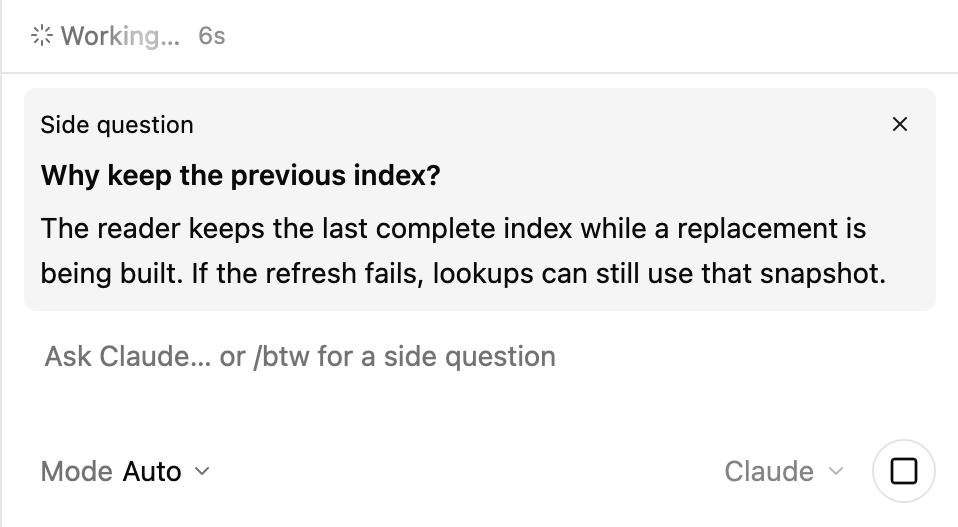 Working... 6s
Side question
Why keep the previous index?
The reader keeps the last complete index while a replacement is
being built. If the refresh fails, lookups can still use that snapshot.
Ask Claude... or /btw for a side question
Mode Auto
Claude